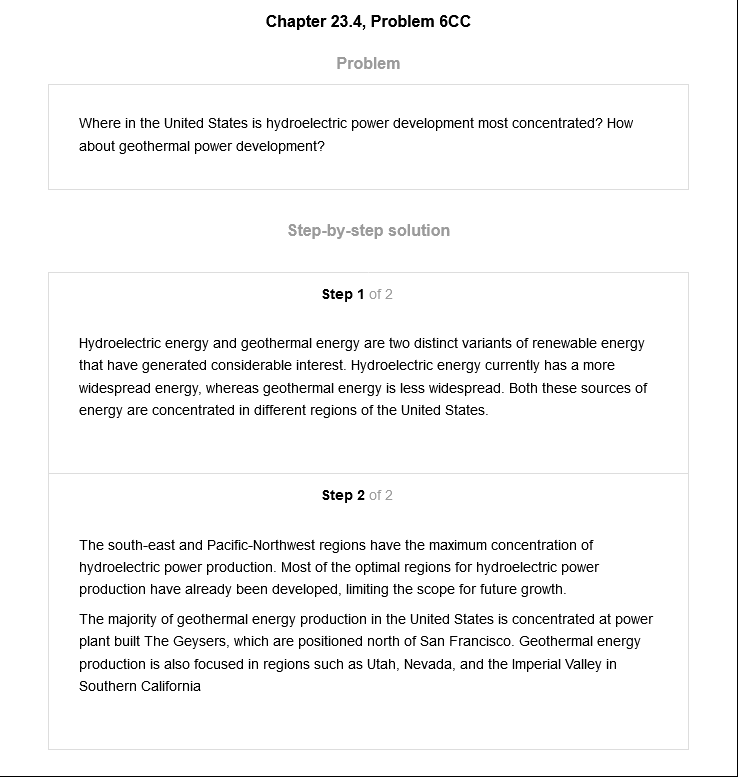 Chapter 23.4, Problem 6CC
Problem
Where in the United States is hydroelectric power development most concentrated? How
about geothermal power development?
Step-by-step solution
Step 1 of 2
Hydroelectric energy and geothermal energy are two distinct variants of renewable energy
that have generated considerable interest. Hydroelectric energy currently has a more
widespread energy, whereas geothermal energy is less widespread. Both these sources of
energy are concentrated in different regions of the United States.
Step 2 of 2
The south-east and Pacific-Northwest regions have the maximum concentration of
hydroelectric power production. Most of the optimal regions for hydroelectric power
production have already been developed, limiting the scope for future growth.
The majority of geothermal energy production in the United States is concentrated at power
plant built The Geysers, which are positioned north of San Francisco. Geothermal energy
production is also focused in regions such as Utah, Nevada, and the Imperial Valley in
Southern California